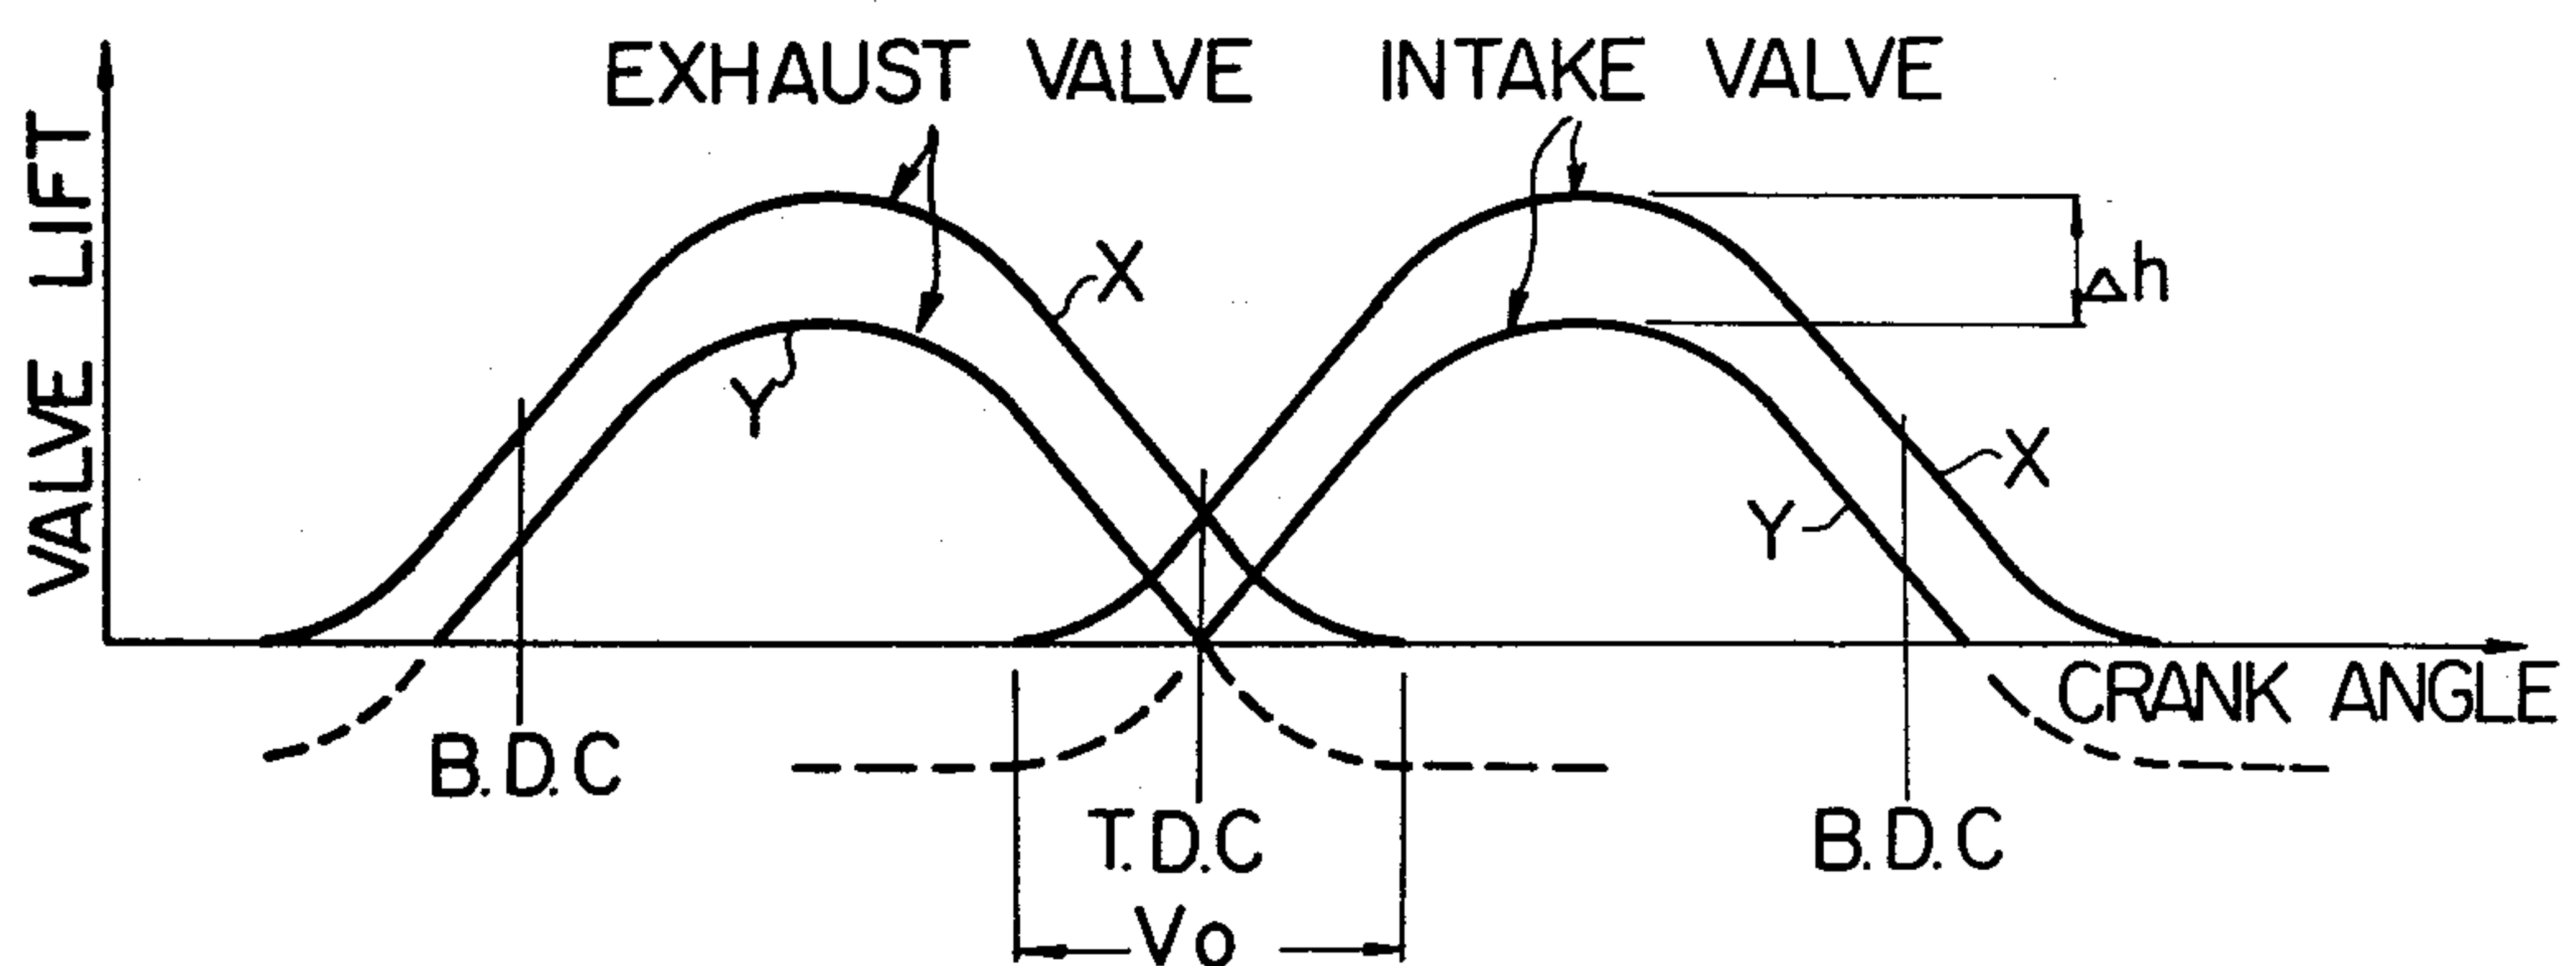 EXHAUST VALVE
INTAKE VALVE
VALVE LIFT
X
Y
Δh
X
Y
CRANK ANGLE
B.D.C
T.D.C
B.D.C
Vo